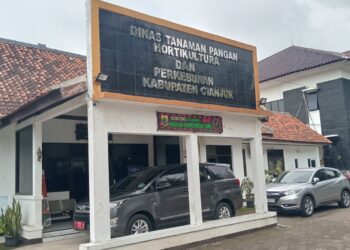 DINAS TANAMAN PANGAN
HORTIKULTURA
DAN
PERKEBUNAN
KABUPATEN CIANJUR